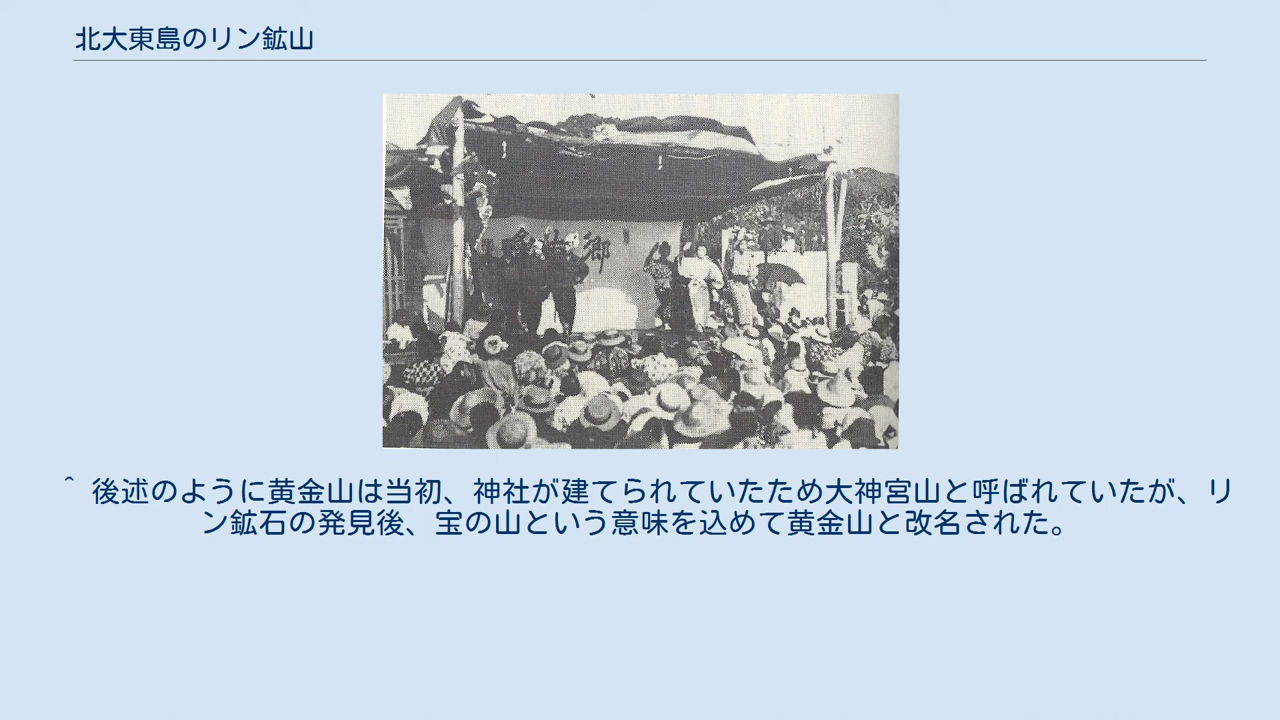 北大東島のリン鉱山
郷
^ 後述のように黄金山は当初、神社が建てられていたため大神宮山と呼ばれていたが、リ
ン鉱石の発見後、宝の山という意味を込めて黄金山と改名された。